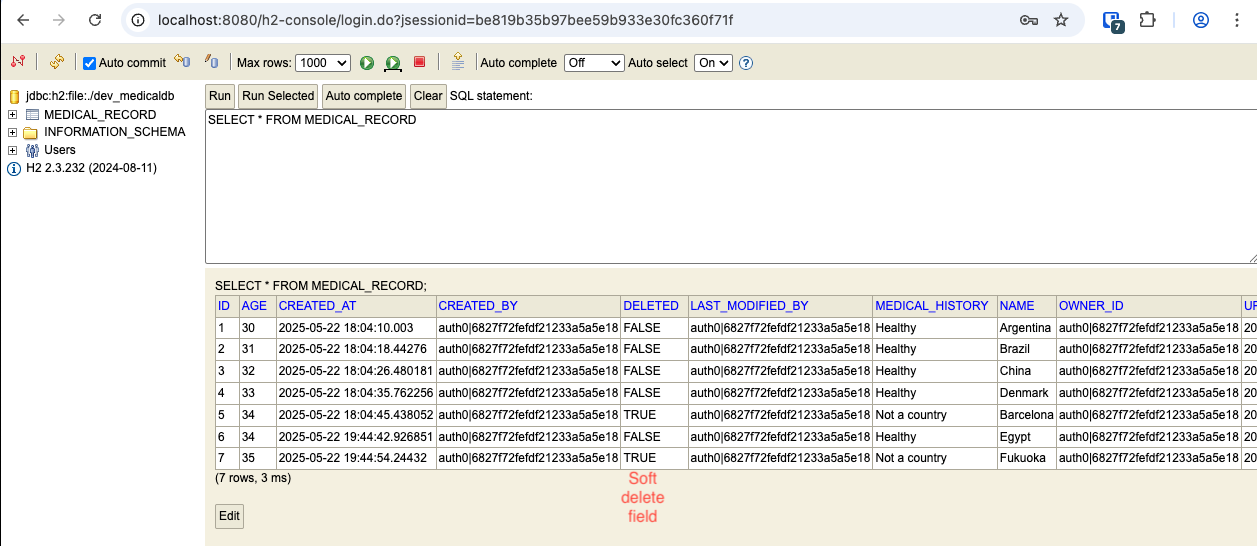 localhost:8080/h2-console/login.do?jsessionid=be819b35b97bee59b933e30fc360f71f
7
Auto commit Max rows: 1000 Auto complete Off Auto select On ?
jdbc:h2:file:./dev_medicaldb
MEDICAL_RECORD
INFORMATION_SCHEMA
Users
H2 2.3.232 (2024-08-11)
Run Run Selected Auto complete Clear SQL statement:
SELECT * FROM MEDICAL_RECORD
SELECT * FROM MEDICAL_RECORD;
ID AGE CREATED_AT CREATED_BY DELETED LAST_MODIFIED_BY MEDICAL_HISTORY NAME OWNER_ID UP
1 30 2025-05-22 18:04:10.003 auth0|6827f72fefdf21233a5a5e18 FALSE auth0|6827f72fefdf21233a5a5e18 Healthy Argentina auth0|6827f72fefdf21233a5a5e18 20
2 31 2025-05-22 18:04:18.44276 auth0|6827f72fefdf21233a5a5e18 FALSE auth0|6827f72fefdf21233a5a5e18 Healthy Brazil auth0|6827f72fefdf21233a5a5e18 20
3 32 2025-05-22 18:04:26.480181 auth0|6827f72fefdf21233a5a5e18 FALSE auth0|6827f72fefdf21233a5a5e18 Healthy China auth0|6827f72fefdf21233a5a5e18 20
4 33 2025-05-22 18:04:35.762256 auth0|6827f72fefdf21233a5a5e18 FALSE auth0|6827f72fefdf21233a5a5e18 Healthy Denmark auth0|6827f72fefdf21233a5a5e18 20
5 34 2025-05-22 18:04:45.438052 auth0|6827f72fefdf21233a5a5e18 TRUE auth0|6827f72fefdf21233a5a5e18 Not a country Barcelona auth0|6827f72fefdf21233a5a5e18 20
6 34 2025-05-22 19:44:42.926851 auth0|6827f72fefdf21233a5a5e18 FALSE auth0|6827f72fefdf21233a5a5e18 Healthy Egypt auth0|6827f72fefdf21233a5a5e18 20
7 35 2025-05-22 19:44:54.24432 auth0|6827f72fefdf21233a5a5e18 TRUE auth0|6827f72fefdf21233a5a5e18 Not a country Fukuoka auth0|6827f72fefdf21233a5a5e18 20
(7 rows, 3 ms)
Soft
delete
field
Edit